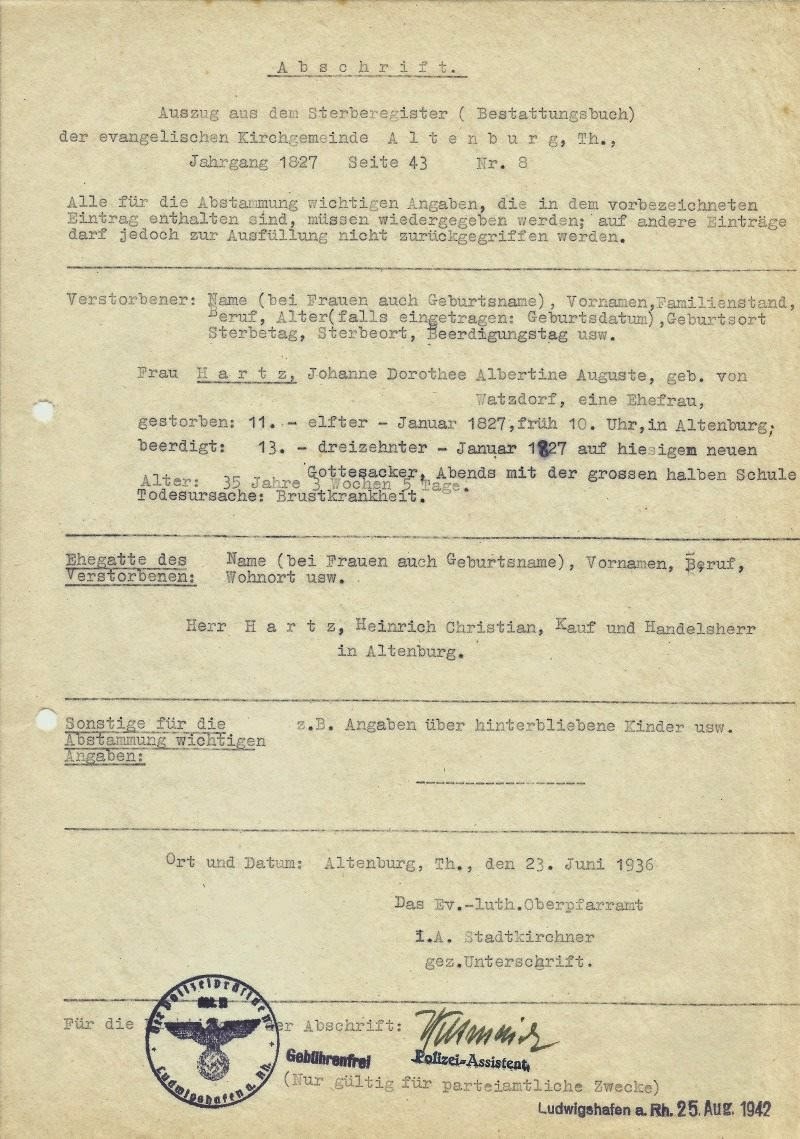 A b s c h r i f t.
Auszug aus dem Sterberegister ( Bestattungsbuch)
der evangelischen Kirchgemeinde A l t e n b u r g, Th.,
Jahrgang 1827 Seite 43 Nr. 8
Alle für die Abstammung wichtigen Angaben, die in dem vorbezeichneten
Eintrag enthalten sind, müssen wiedergegeben werden; auf andere Einträge
darf jedoch zur Ausfüllung nicht zurückgegriffen werden.
Verstorbener: Name (bei Frauen auch Geburtsname), Vornamen,Familienstand,
Beruf, Alter(falls eingetragen: Geburtsdatum),Geburtsort
Sterbetag, Sterbeort, Beerdigungstag usw.
Frau H a r t z, Johanne Dorothee Albertine Auguste, geb. von
Watzdorf, eine Ehefrau,
gestorben: 11. - elfter - Januar 1827,früh 10. Uhr,in Altenburg;
beerdigt: 13. - dreizehnter - Januar 1827 auf hiesigem neuen
Gottesacker, Abends mit der grossen halben Schule
Alter: 35 Jahre 3 Wochen 5 Tage.
Todesursache: Brustkrankheit.
Ehegatte des Name (bei Frauen auch Geburtsname), Vornamen, Beruf,
Verstorbenen: Wohnort usw.
Herr H a r t z, Heinrich Christian, Kauf und Handelsherr
in Altenburg.
Sonstige für die z.B. Angaben über hinterbliebene Kinder usw.
Abstammung wichtigen
Angaben:
Ort und Datum: Altenburg, Th., den 23. Juni 1936
Das Ev.-luth.Oberpfarramt
i.A. Stadtkirchner
gez.Unterschrift.
Für die der Abschrift:
Der Polizeipräsident
Abt. II
Ludwigshafen a. Rh.
Gebührenfrei
Polizei-Assistent.
(Nur gültig für parteiamtliche Zwecke)
Ludwigshafen a. Rh. 25. Aug. 1942